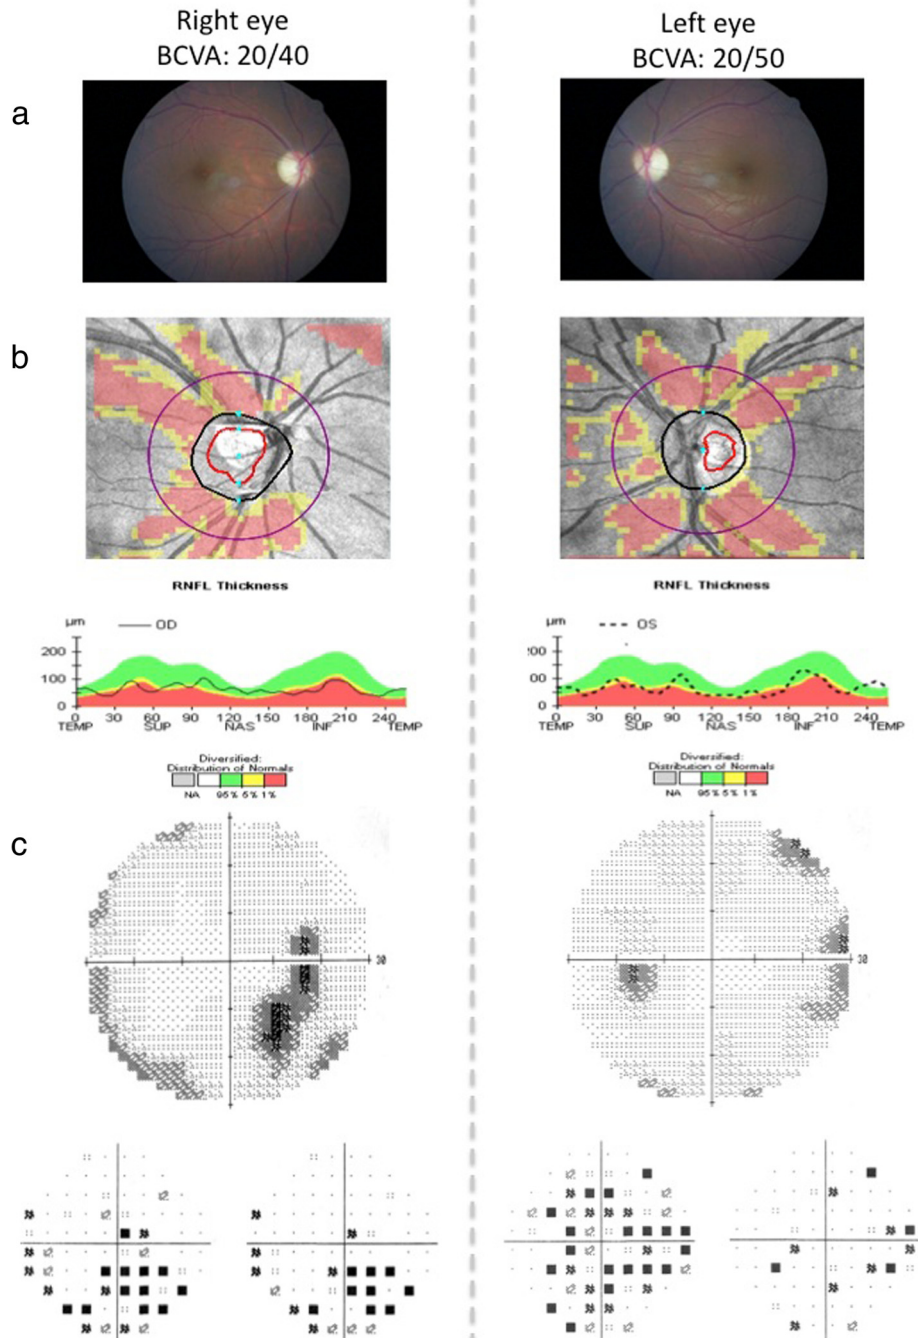 Right eye
BCVA: 20/40
Left eye
BCVA: 20/50
a
b
RNFL Thickness
µm
OD
200
100
0
0 30 60 90 120 150 180 210 240
TEMP SUP NAS INF TEMP
Diversified:
Distribution of Normals
NA 95% 5% 1%
RNFL Thickness
µm
OS
200
00
0
0 30 60 90 120 150 180 210 240
TEMP SUP NAS INF TEMP
Diversified:
Distribution of Normals
NA 95% 5% 1%
c
30
30